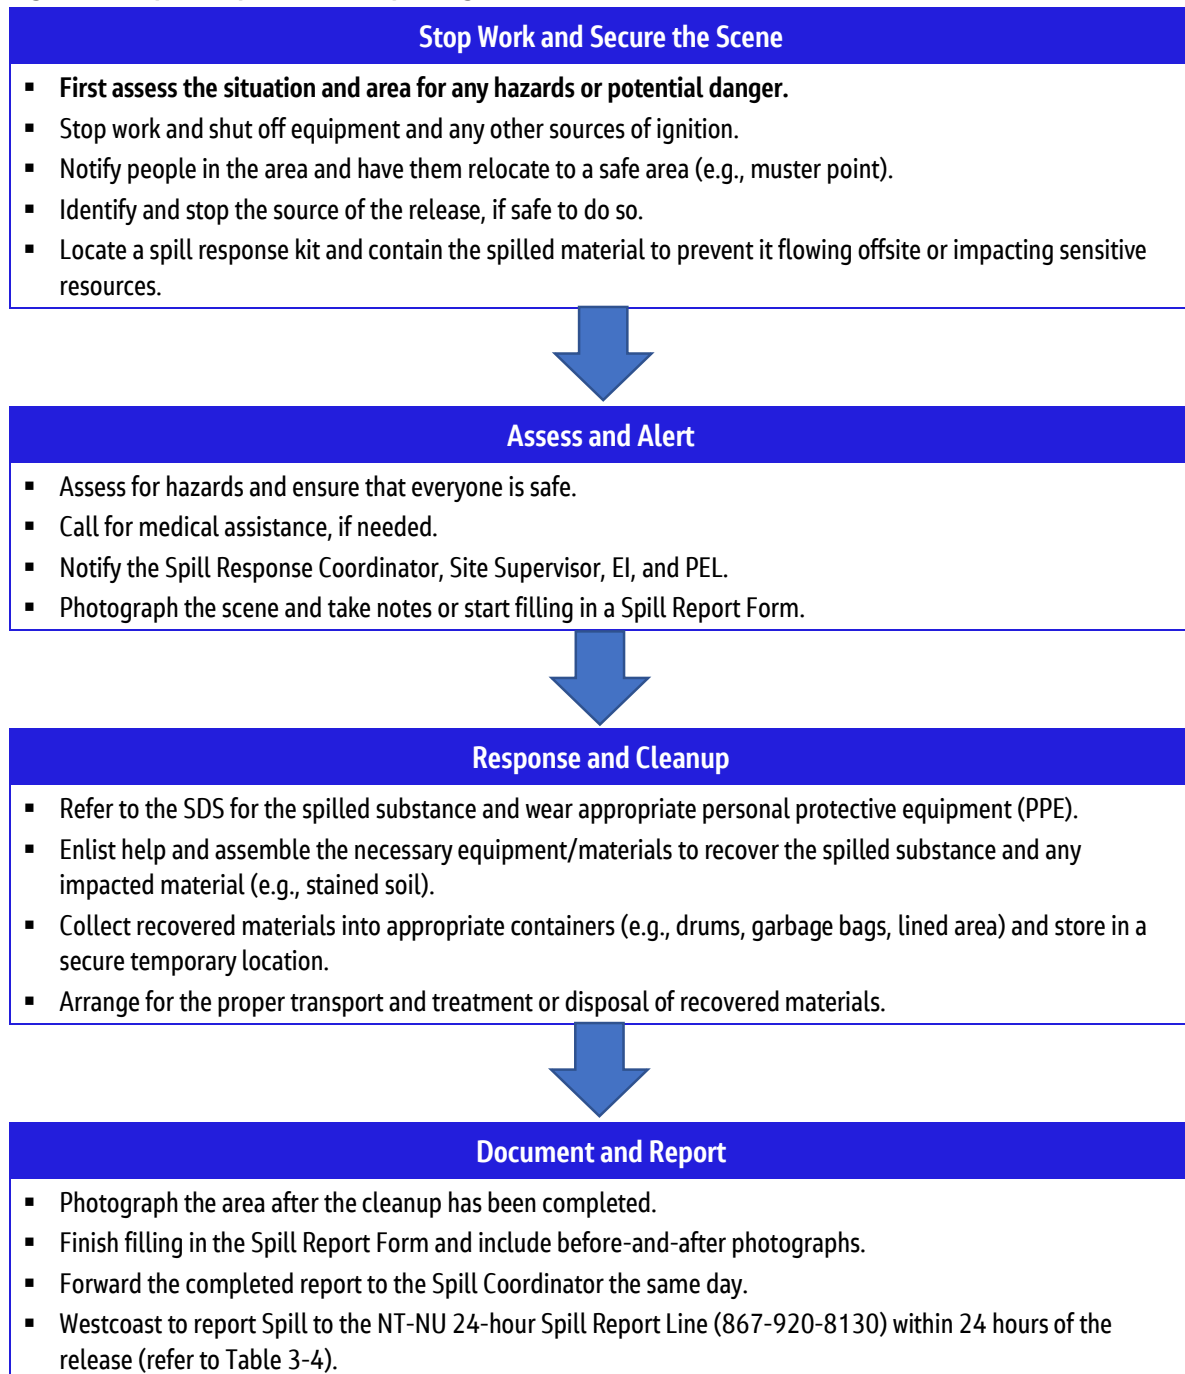 Stop Work and Secure the Scene
▪ First assess the situation and area for any hazards or potential danger.
▪ Stop work and shut off equipment and any other sources of ignition.
▪ Notify people in the area and have them relocate to a safe area (e.g., muster point).
▪ Identify and stop the source of the release, if safe to do so.
▪ Locate a spill response kit and contain the spilled material to prevent it flowing offsite or impacting sensitive
resources.
Assess and Alert
▪ Assess for hazards and ensure that everyone is safe.
▪ Call for medical assistance, if needed.
▪ Notify the Spill Response Coordinator, Site Supervisor, EI, and PEL.
▪ Photograph the scene and take notes or start filling in a Spill Report Form.
Response and Cleanup
▪ Refer to the SDS for the spilled substance and wear appropriate personal protective equipment (PPE).
▪ Enlist help and assemble the necessary equipment/materials to recover the spilled substance and any
impacted material (e.g., stained soil).
▪ Collect recovered materials into appropriate containers (e.g., drums, garbage bags, lined area) and store in a
secure temporary location.
▪ Arrange for the proper transport and treatment or disposal of recovered materials.
Document and Report
▪ Photograph the area after the cleanup has been completed.
▪ Finish filling in the Spill Report Form and include before-and-after photographs.
▪ Forward the completed report to the Spill Coordinator the same day.
▪ Westcoast to report Spill to the NT-NU 24-hour Spill Report Line (867-920-8130) within 24 hours of the
release (refer to Table 3-4).